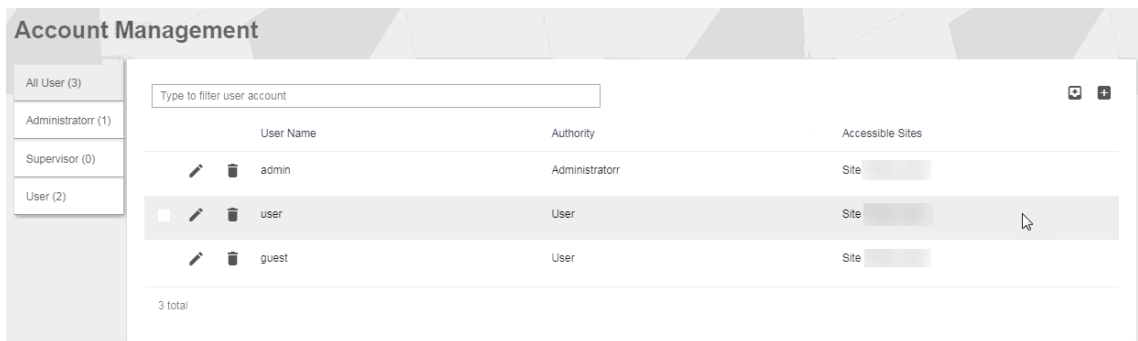 Account Management
All User (3)
Type to filter user account
Administratorr (1)
User Name Authority Accessible Sites
Supervisor (0)
admin Administratorr Site
User (2)
user User Site
guest User Site
3 total